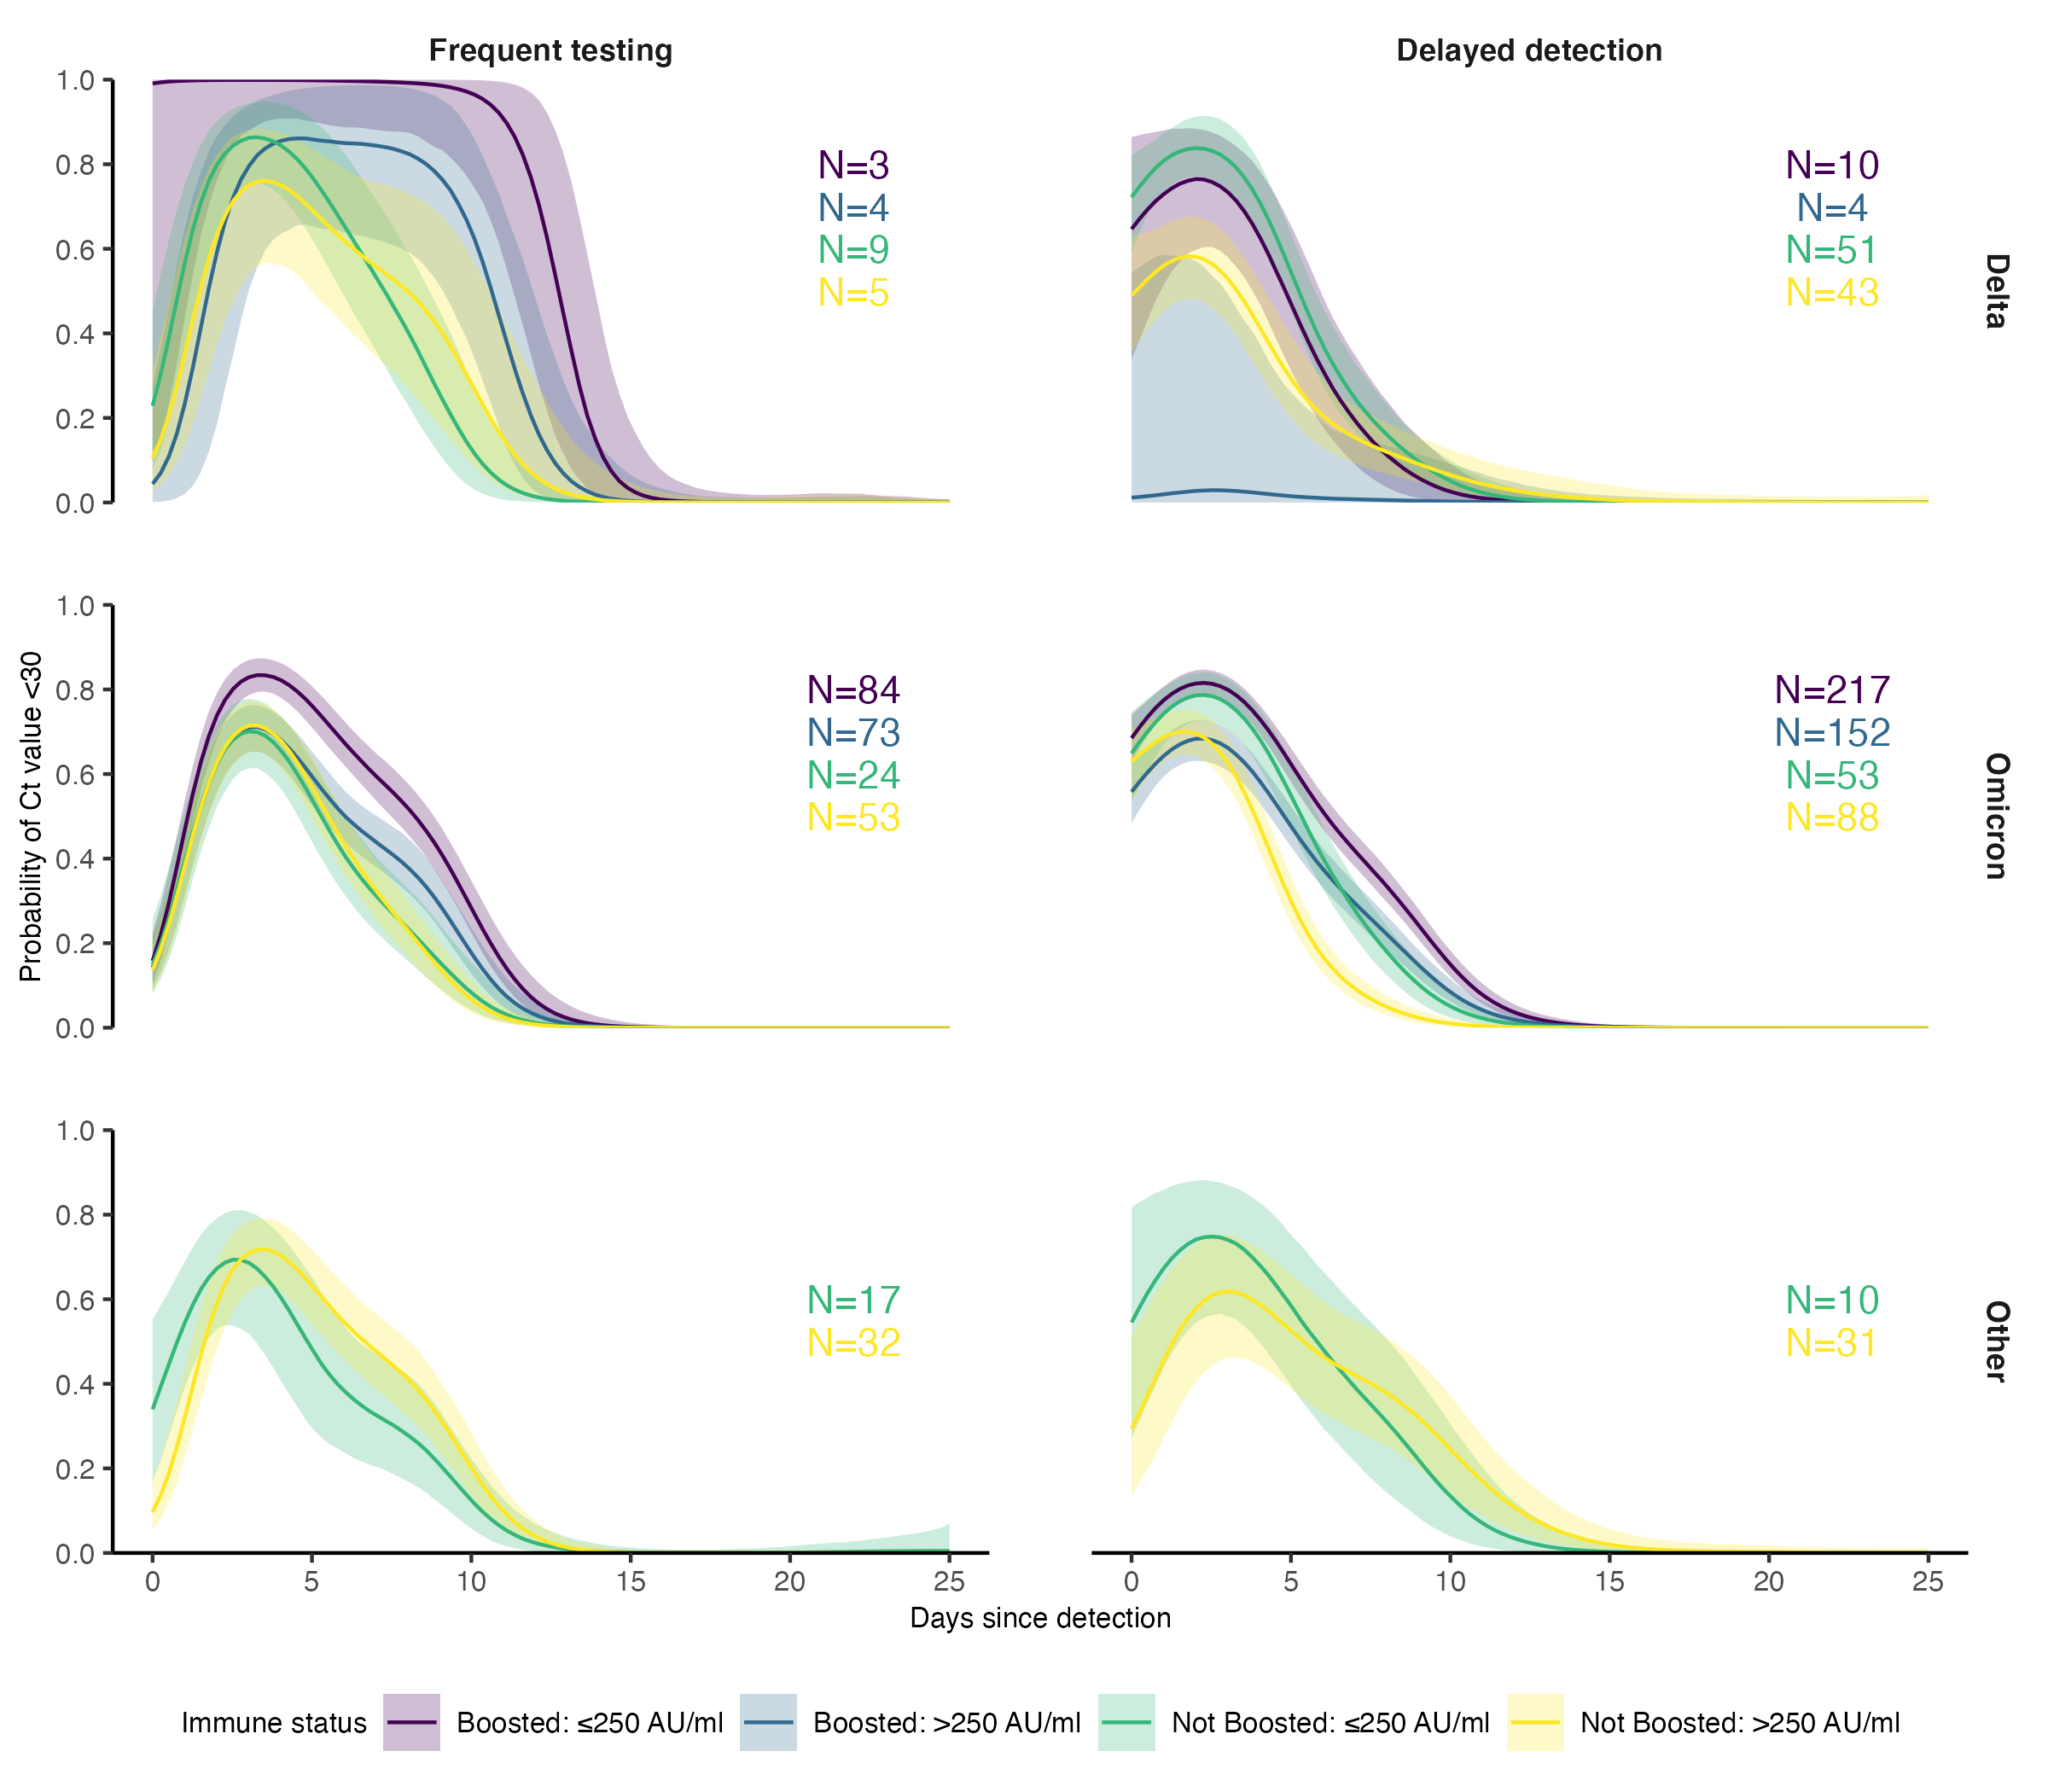 Frequent testing
Delayed detection
1.0
0.8
0.6
0.4
0.2
0.0
N=3
N=4
N=9
N=5
N=10
N=4
N=51
N=43
Delta
Probability of Ct value <30
1.0
0.8
0.6
0.4
0.2
0.0
N=84
N=73
N=24
N=53
N=217
N=152
N=53
N=88
Omicron
1.0
0.8
0.6
0.4
0.2
0.0
N=17
N=32
N=10
N=31
Other
0 5 10 15 20 25
0 5 10 15 20 25
Days since detection
Immune status Boosted: ≤250 AU/ml Boosted: >250 AU/ml Not Boosted: ≤250 AU/ml Not Boosted: >250 AU/ml